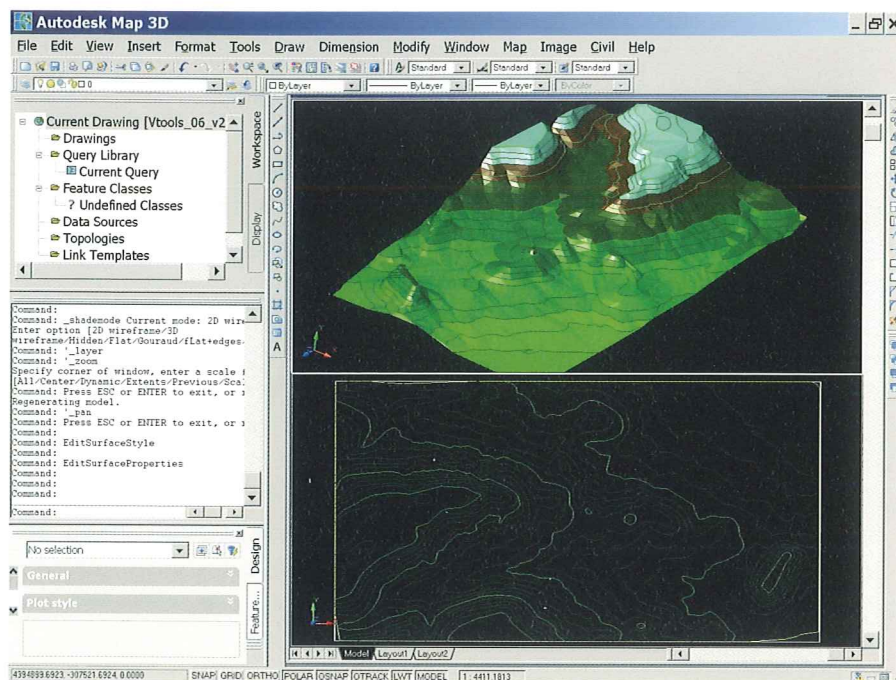 Autodesk Map 3D
File Edit View Insert Format Tools Draw Dimension Modify Window Map Image Civil Help
Standard Standard Standard
0 ByLayer ByLayer ByLayer ByColor
Current Drawing [Vtools_06_v2
Drawings
Query Library
Current Query
Feature Classes
? Undefined Classes
Data Sources
Topologies
Link Templates
Workspace
Display
Command:
Command: _shademode Current mode: 2D wire
Enter option [2D wireframe/3D
wireframe/Hidden/Flat/Gouraud/fLat+edges
Command: '_layer
Command: '_zoom
Specify corner of window, enter a scale f
[All/Center/Dynamic/Extents/Previous/Sca
Command: Press ESC or ENTER to exit, or
Regenerating model.
Command: '_pan
Command: Press ESC or ENTER to exit, or
Command:
Command: EditSurfaceStyle
Command:
Command: EditSurfaceProperties
Command:
Command:
Command:
Command:
No selection
General
Plot style
Design
Feature...
A
Model Layout1 Layout2
4394899.6923, -307521.6924, 0.0000 SNAP GRID ORTHO POLAR OSNAP OTRACK LWT MODEL 1 : 4411.1813